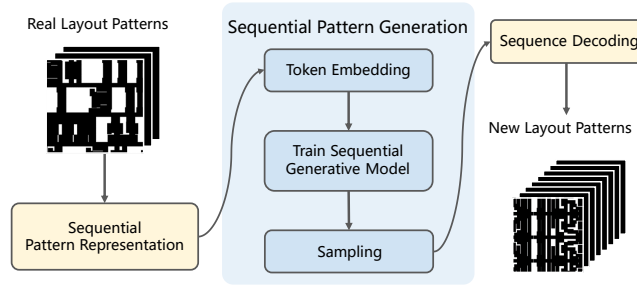 Real Layout Patterns
Sequential
Pattern Representation
Sequential Pattern Generation
Token Embedding
Train Sequential
Generative Model
Sampling
Sequence Decoding
New Layout Patterns